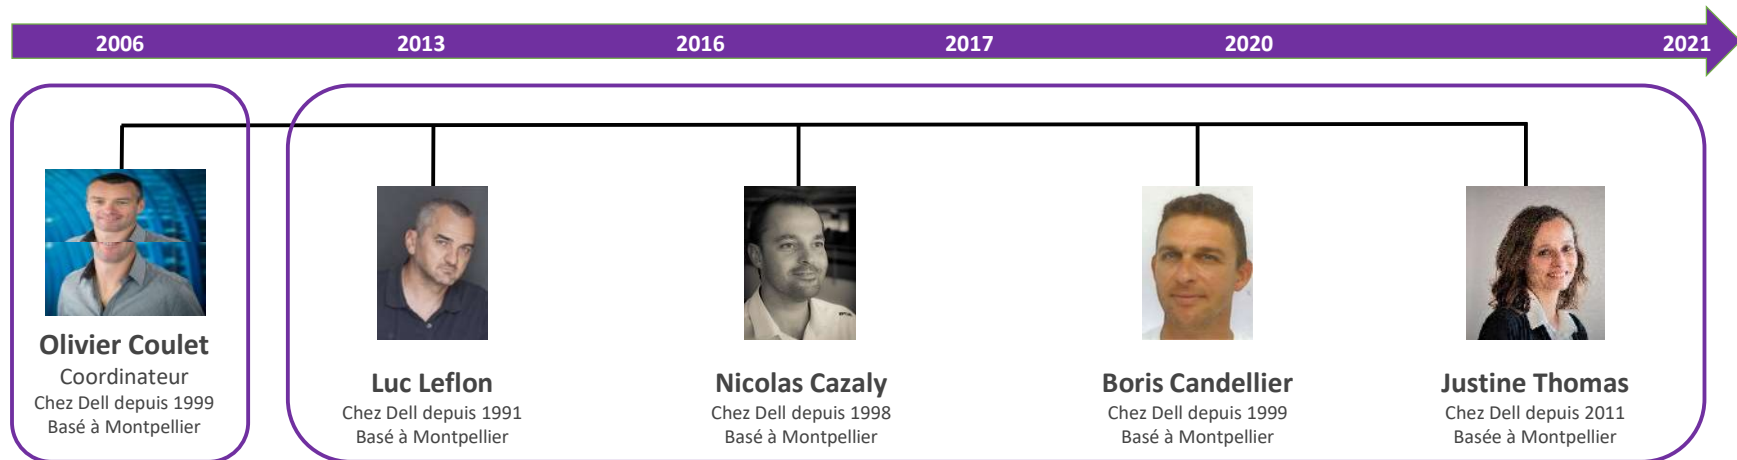 2006 2013 2016 2017 2020 2021
Olivier Coulet
Coordinateur
Chez Dell depuis 1999
Basé à Montpellier
Luc Leflon
Chez Dell depuis 1991
Basé à Montpellier
Nicolas Cazaly
Chez Dell depuis 1998
Basé à Montpellier
Boris Candellier
Chez Dell depuis 1999
Basé à Montpellier
Justine Thomas
Chez Dell depuis 2011
Basée à Montpellier